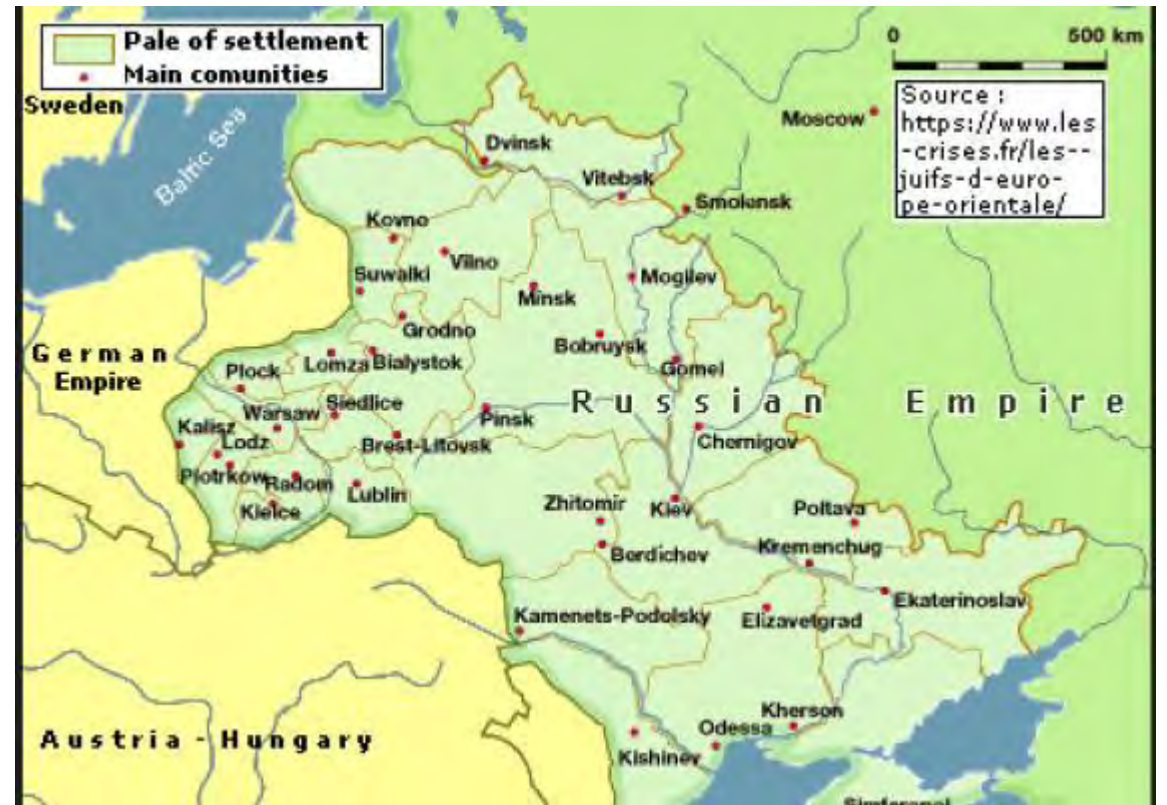 Pale of settlement
Main comunities
Sweden
Baltic Sea
0 500 km
Source :
https://www.les
-crises.fr/les--
juifs-d-euro-
pe-orientale/
Moscow
Dvinsk
Vitebsk
Smolensk
Kovno
Vilno
Suwalki
Minsk
Mogilev
Grodno
Bobruysk
Gomel
German
Empire
Lomza
Bialystok
Plock
Warsaw
Siedlice
Pinsk
Russian Empire
Kalisz
Lodz
Brest-Litovsk
Chernigov
Piotrkow
Radom
Lublin
Kielce
Zhitomir
Kiev
Poltava
Berdichev
Kremenchug
Ekaterinoslav
Kamenets-Podolsky
Elizavetgrad
Kherson
Odessa
Kishinev
Austria - Hungary